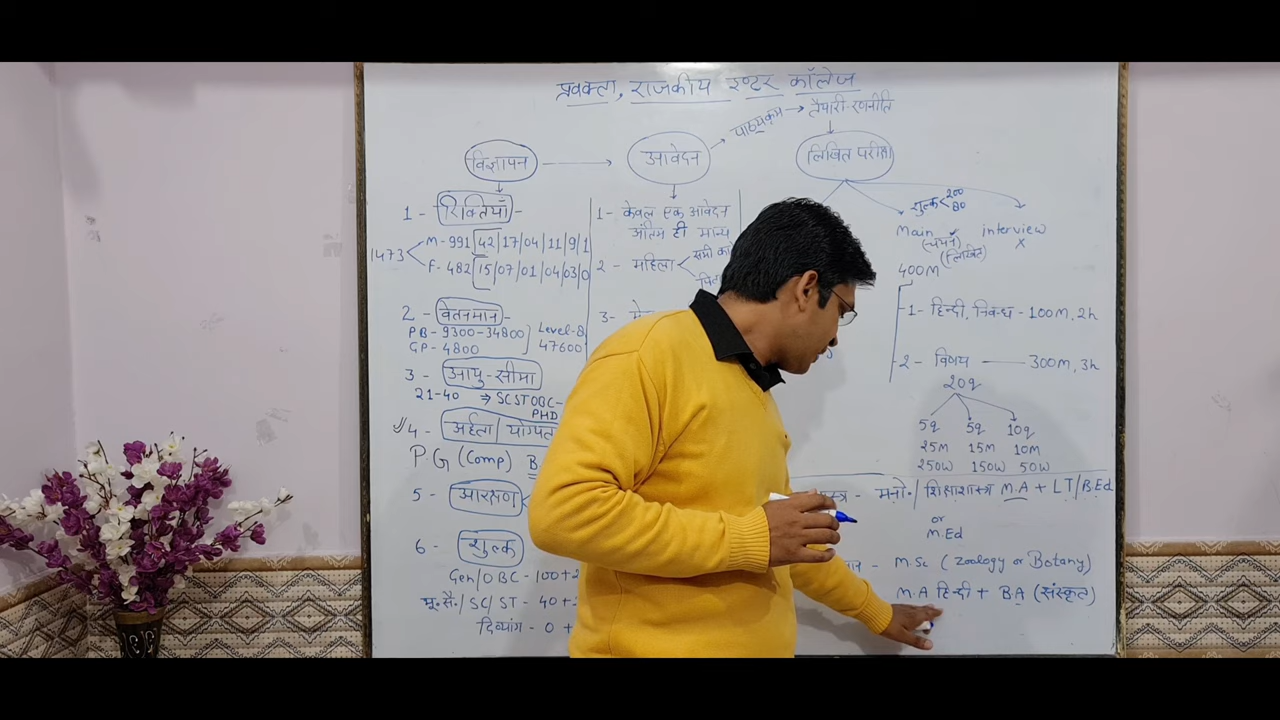 प्रवक्ता, राजकीय इण्टर कॉलेज
पाठ्यक्रम → तैयारी-रणनीति
विज्ञापन → आवेदन → लिखित परीक्षा
1 - रिक्तियाँ -
1473
M - 991 | 42 | 17 | 04 | 11 | 9 | 1
F - 482 | 15 | 07 | 01 | 04 | 03 | 0
2 - वेतनमान -
PB - 9300 - 34800
GP - 4800
Level-8
47600
3 - आयु-सीमा
21-40 ⇒ SC ST OBC -
PHD
4 - अर्हता/
PG (Comp)
5 - आरक्षण
6 - शुल्क
Gen/OBC - 100+2
भू.सै./SC/ST - 40+
दिव्यांग - 0 +
1 - केवल एक आवेदन
अंतिम ही मान्य
2 - महिला
3-
शुल्क 200
80
Main interview
(लिखित) x
400M
1 - हिन्दी, निबन्ध - 100M, 2h
2 - विषय - 300M, 3h
20q
5q 5q 10q
25M 15M 10M
250W 150W 50W
- मनो./शिक्षाशास्त्र M.A + LT/B.Ed
or
M.Ed
- M.Sc (Zoology or Botany)
M.A हिन्दी + BA (संस्कृत)